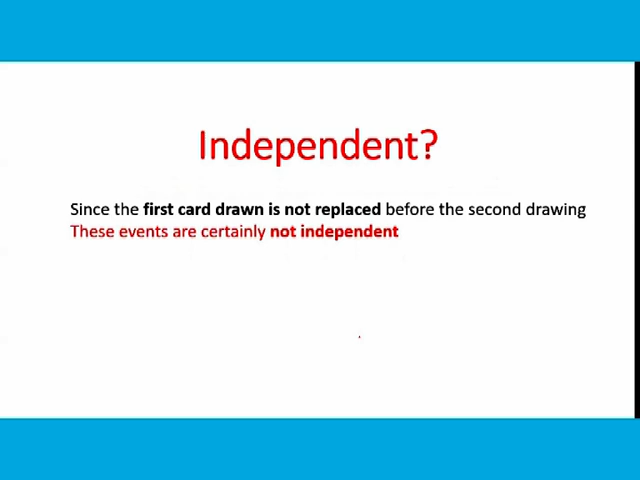 Independent?
Since the first card drawn is not replaced before the second drawing
These events are certainly not independent